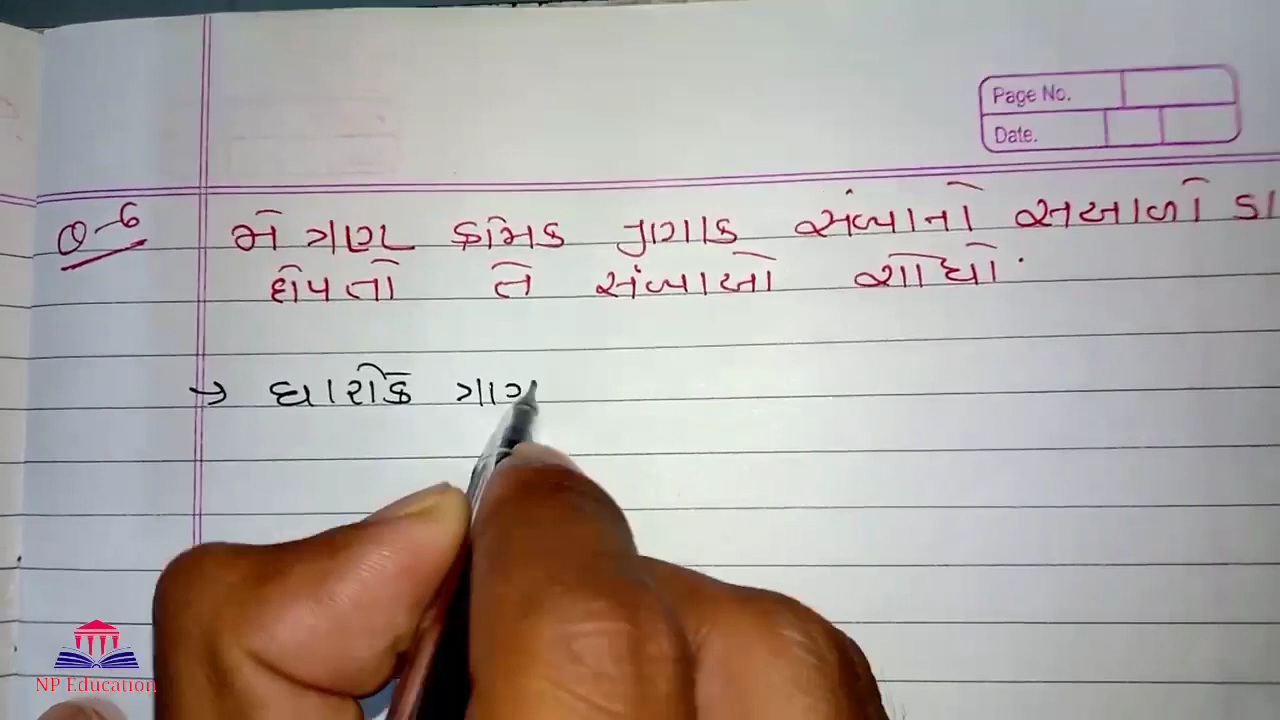 Page No.
Date.
Q-6 જો ત્રણ ક્રમિક પૂર્ણાંક સંખ્યાનો સરવાળો
હોય તો તે સંખ્યાઓ શોધો.
→ ધારોકે
NP Education